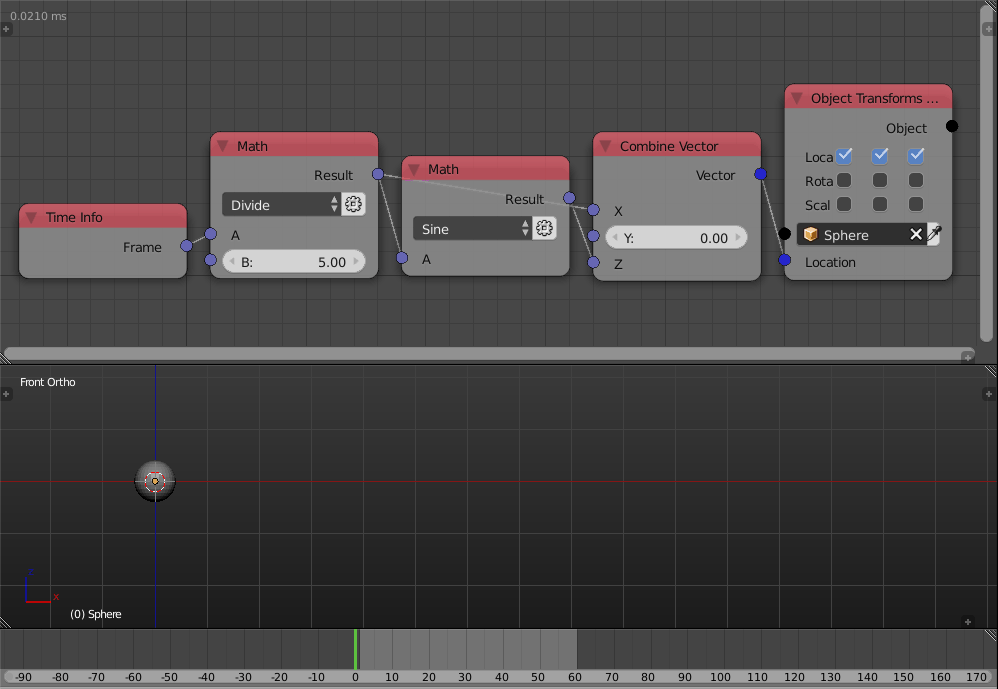 0.0210 ms
Time Info
Frame
Math
Result
Divide
A
B: 5.00
Math
Result
Sine
A
Combine Vector
Vector
X
Y: 0.00
Z
Object Transforms ...
Object
Loca
Rota
Scal
Sphere
Location
Front Ortho
z
x
(0) Sphere
-90 -80 -70 -60 -50 -40 -30 -20 -10 0 10 20 30 40 50 60 70 80 90 100 110 120 130 140 150 160 170